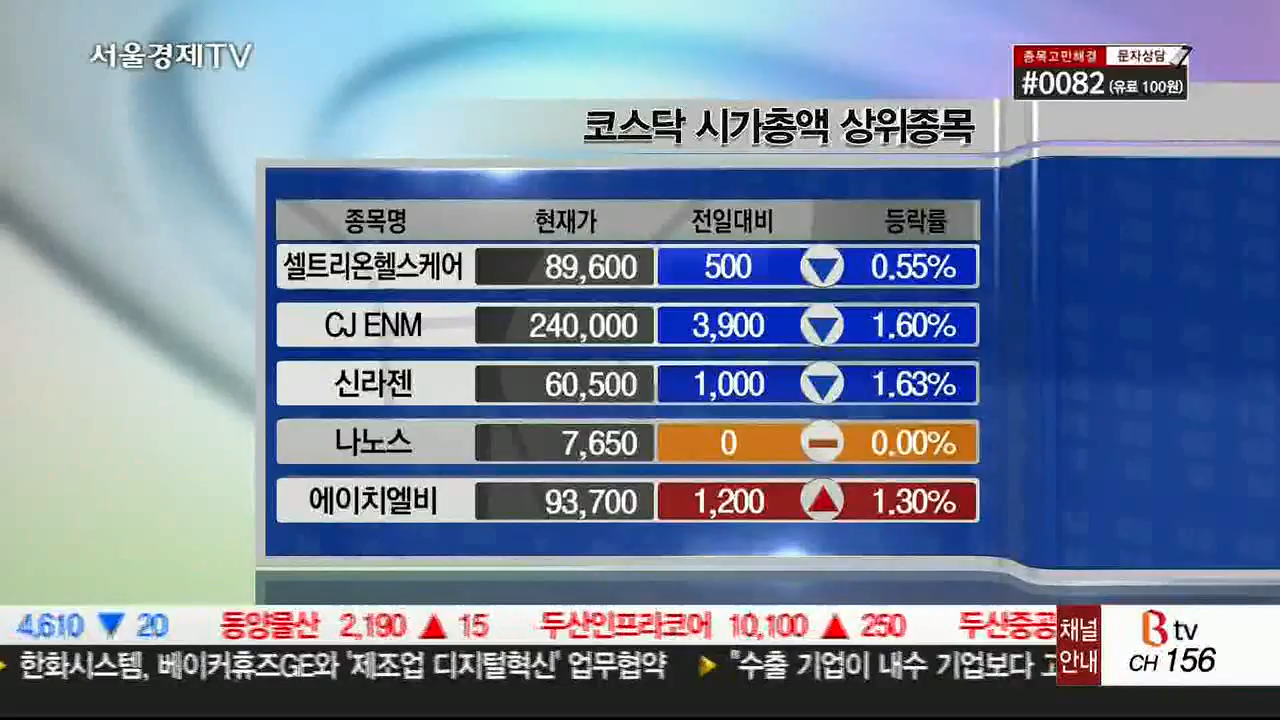 서울경제TV
종목고민해결 문자상담
#0082 (유료 100원)
코스닥 시가총액 상위종목
종목명 현재가 전일대비 등락률
셀트리온헬스케어 89,600 500 ▼ 0.55%
CJ ENM 240,000 3,900 ▼ 1.60%
신라젠 60,500 1,000 ▼ 1.63%
나노스 7,650 0 0.00%
에이치엘비 93,700 1,200 ▲ 1.30%
4,610 ▼ 20 동양물산 2,190 ▲ 15 두산인프라코어 10,100 ▲ 250 두산중공
한화시스템, 베이커휴즈GE와 '제조업 디지털혁신' 업무협약 "수출 기업이 내수 기업보다
채널
안내
B tv
CH 156